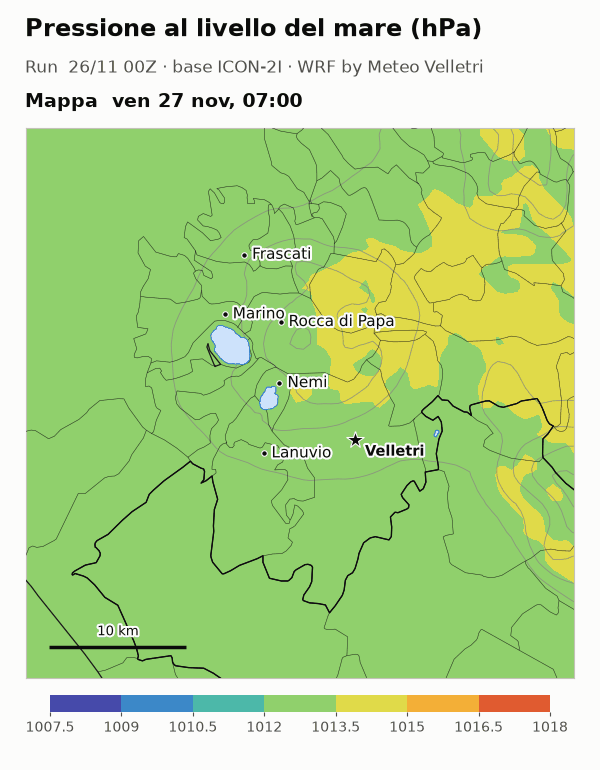 Pressione al livello del mare (hPa)
Run  26/11 00Z · base ICON-2I · WRF by Meteo Velletri
Mappa  ven 27 nov, 07:00
Frascati
Marino
Rocca di Papa
Nemi
Velletri
Lanuvio
10 km
1007.5 1009 1010.5 1012 1013.5 1015 1016.5 1018